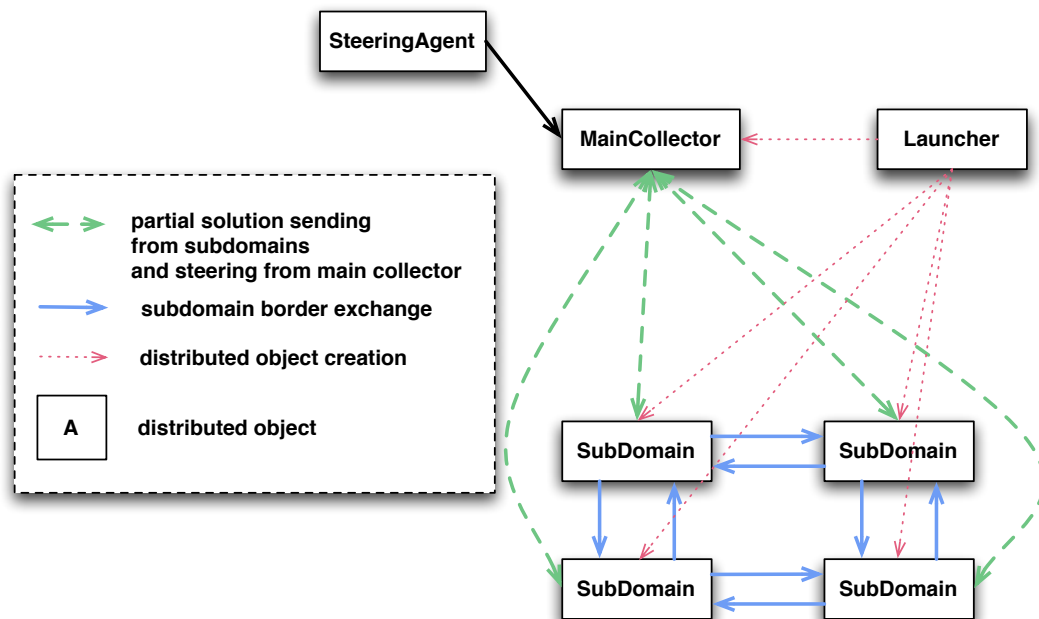 SteeringAgent
MainCollector
Launcher
partial solution sending
from subdomains
and steering from main collector
subdomain border exchange
distributed object creation
A
distributed object
SubDomain
SubDomain
SubDomain
SubDomain